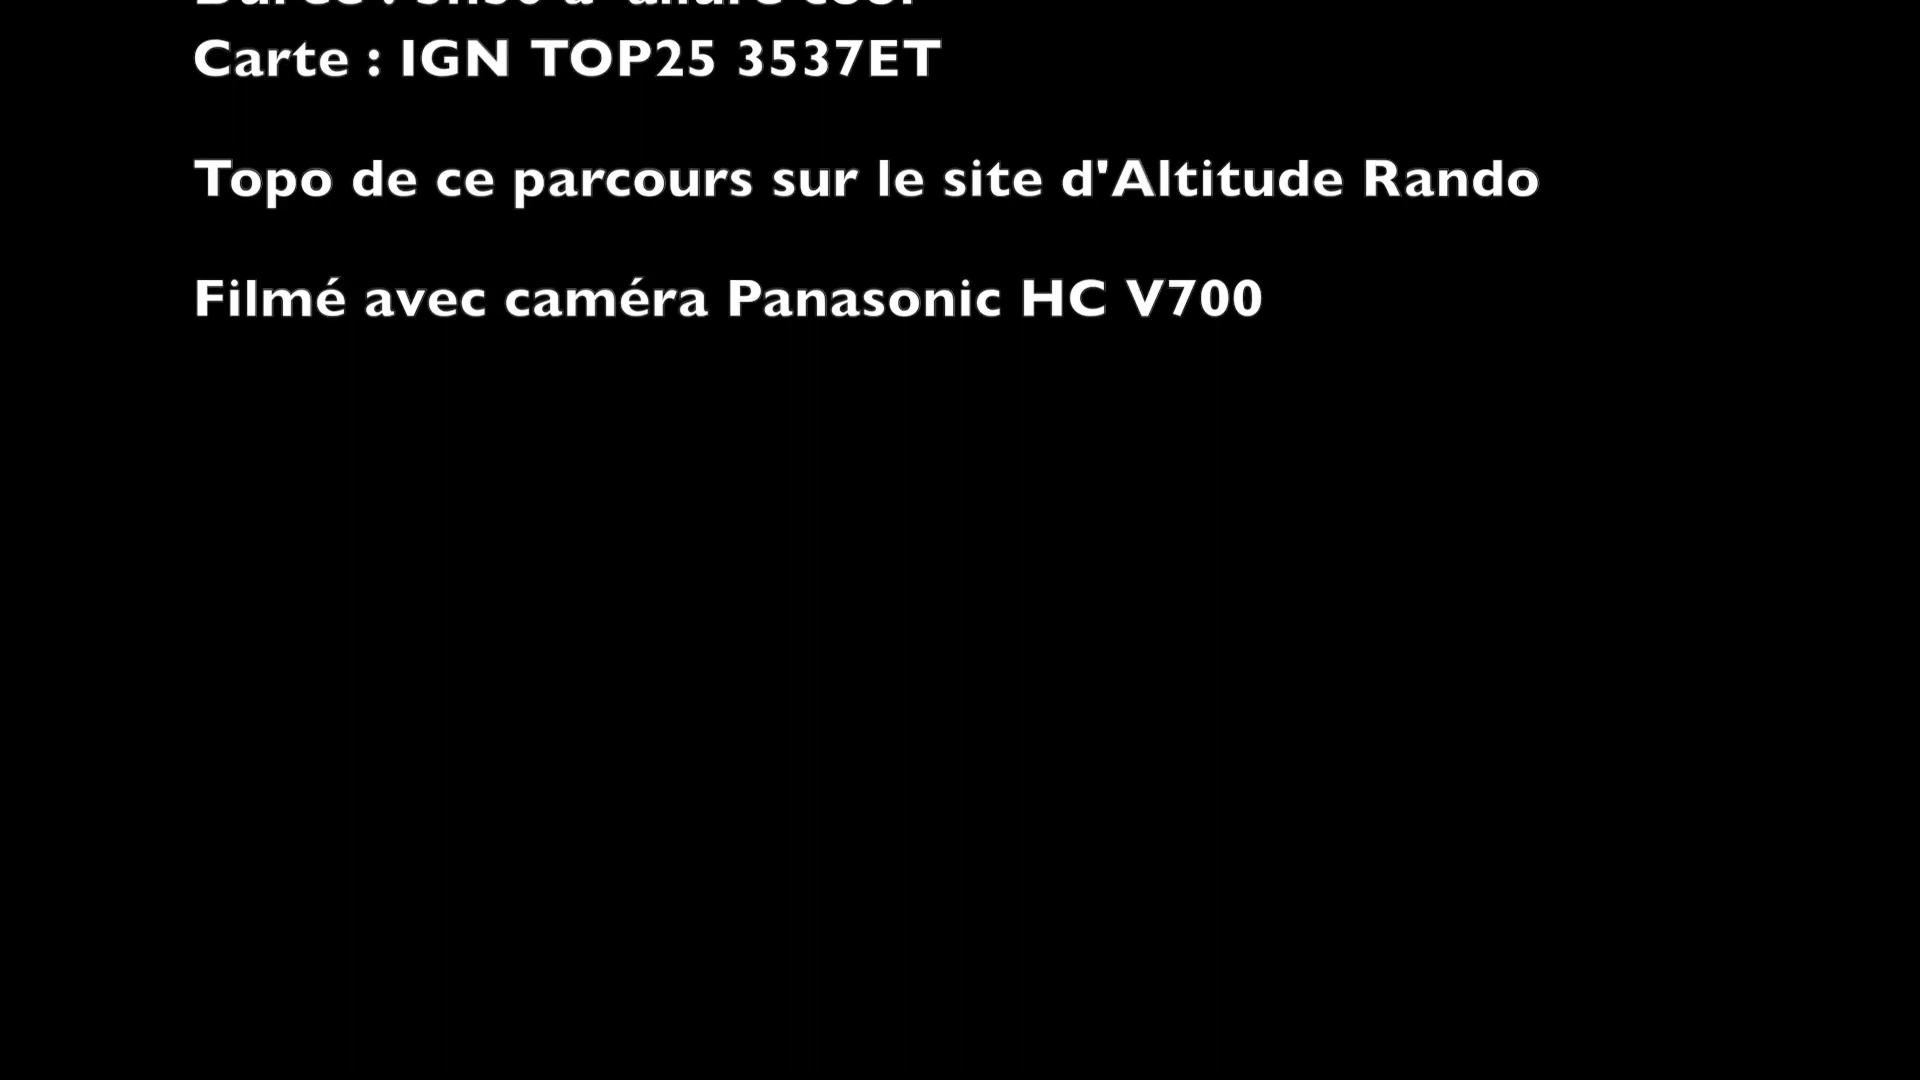 Carte : IGN TOP25 3537ET
Topo de ce parcours sur le site d'Altitude Rando
Filmé avec caméra Panasonic HC V700